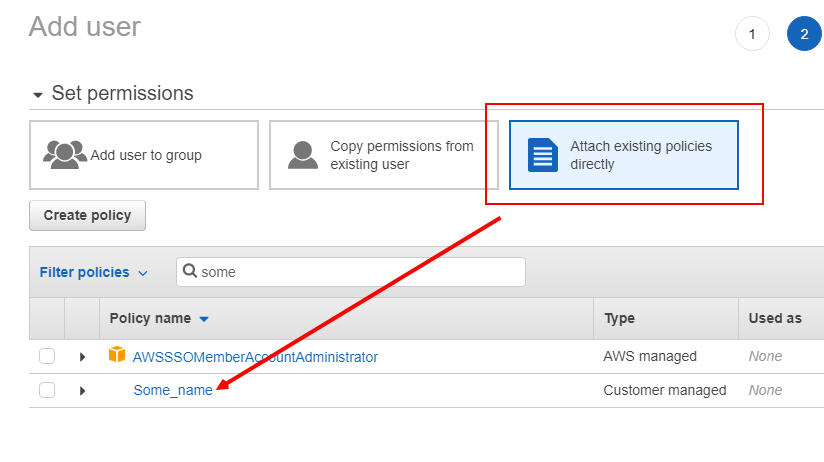 Add user
1
2
Set permissions
Add user to group
Copy permissions from
existing user
Attach existing policies
directly
Create policy
Filter policies
some
Policy name
Type
Used as
AWSSSOMemberAccountAdministrator
AWS managed
None
Some_name
Customer managed
None